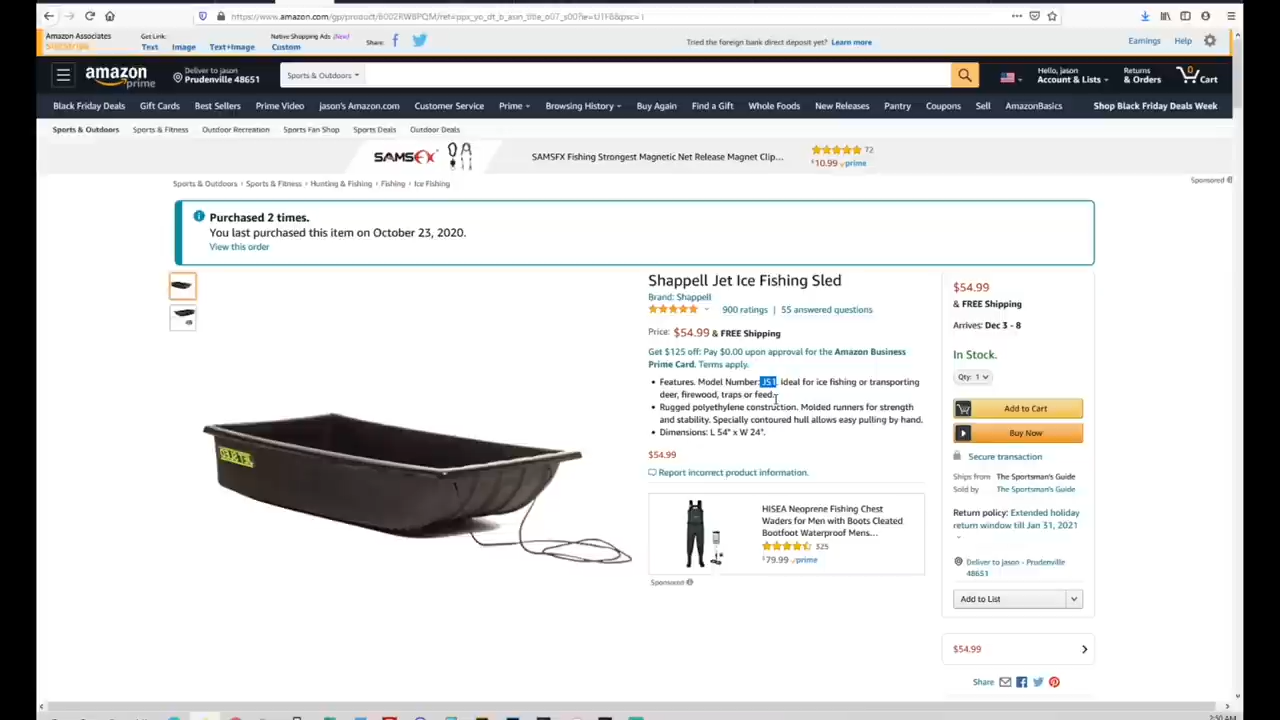 Amazon Associates
Get Link:
Text Image Text+Image
Native Shopping Ads (New!)
Custom
Share:
Tried the foreign bank direct deposit yet? Learn more
Earnings Help
amazon prime
Deliver to jason
Prudenville 48651
Sports & Outdoors
Hello, jason
Account & Lists
Returns
& Orders
0
Cart
Black Friday Deals Gift Cards Best Sellers Prime Video jason's Amazon.com Customer Service Prime Browsing History Buy Again Find a Gift Whole Foods New Releases Pantry Coupons Sell AmazonBasics Shop Black Friday Deals Week
Sports & Outdoors Sports & Fitness Outdoor Recreation Sports Fan Shop Sports Deals Outdoor Deals
SAMSFX
SAMSFX Fishing Strongest Magnetic Net Release Magnet Clip...
72
$10.99 prime
Sponsored
Sports & Outdoors › Sports & Fitness › Hunting & Fishing › Fishing › Ice Fishing
Purchased 2 times.
You last purchased this item on October 23, 2020.
View this order
Shappell Jet Ice Fishing Sled
Brand: Shappell
900 ratings | 55 answered questions
Price: $54.99 & FREE Shipping
Get $125 off: Pay $0.00 upon approval for the Amazon Business
Prime Card. Terms apply.
• Features. Model Number: JS1. Ideal for ice fishing or transporting
deer, firewood, traps or feed.
• Rugged polyethylene construction. Molded runners for strength
and stability. Specially contoured hull allows easy pulling by hand.
• Dimensions: L 54" x W 24".
$54.99
Report incorrect product information.
HISEA Neoprene Fishing Chest
Waders for Men with Boots Cleated
Bootfoot Waterproof Mens...
325
$79.99 prime
Sponsored
$54.99
& FREE Shipping
Arrives: Dec 3 - 8
In Stock.
Qty: 1
Add to Cart
Buy Now
Secure transaction
Ships from The Sportsman's Guide
Sold by The Sportsman's Guide
Return policy: Extended holiday
return window till Jan 31, 2021
Deliver to jason - Prudenville
48651
Add to List
$54.99
Share